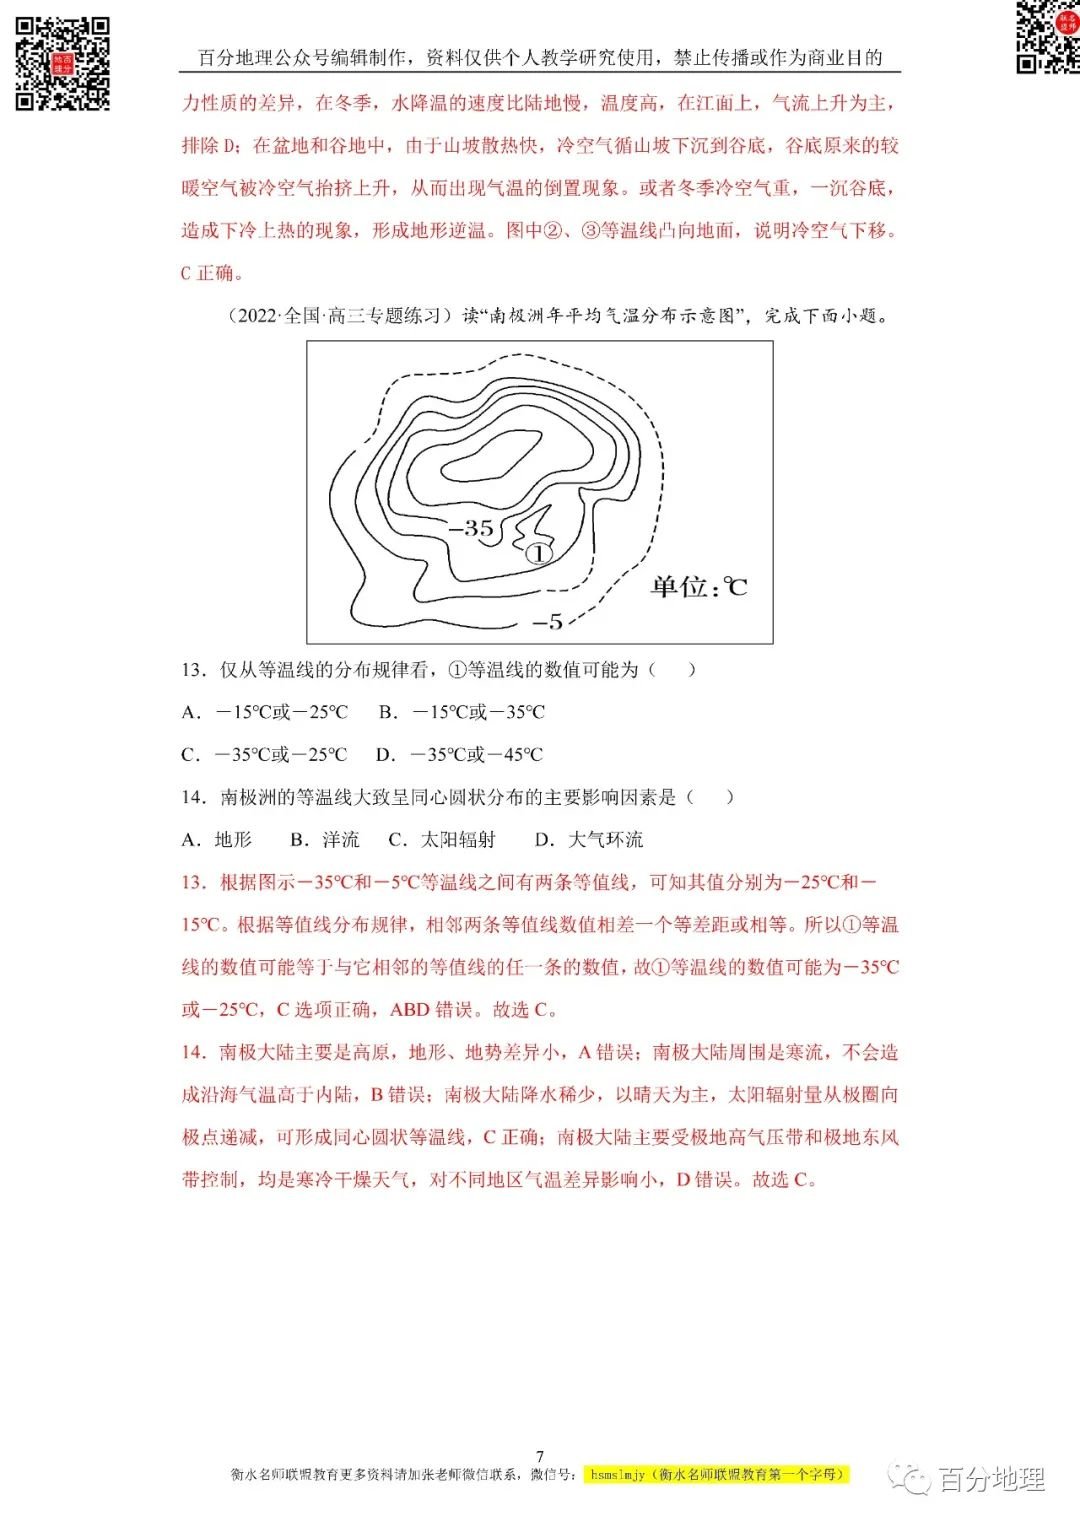 百分地理公众号编辑制作，资料仅供个人教学研究使用，禁止传播或作为商业目的
力性质的差异，在冬季，水降温的速度比陆地慢，温度高，在江面上，气流上升为主，
排除 D；在盆地和谷地中，由于山坡散热快，冷空气循山坡下沉到谷底，谷底原来的较
暖空气被冷空气抬挤上升，从而出现气温的倒置现象。或者冬季冷空气重，一沉谷底，
造成下冷上热的现象，形成地形逆温。图中②、③等温线凸向地面，说明冷空气下移。
C 正确。
（2022·全国·高三专题练习）读“南极洲年平均气温分布示意图”，完成下面小题。
-35
①
单位:℃
-5
13．仅从等温线的分布规律看，①等温线的数值可能为（ ）
A．－15℃或－25℃ B．－15℃或－35℃
C．－35℃或－25℃ D．－35℃或－45℃
14．南极洲的等温线大致呈同心圆状分布的主要影响因素是（ ）
A．地形 B．洋流 C．太阳辐射 D．大气环流
13．根据图示－35℃和－5℃等温线之间有两条等值线，可知其值分别为－25℃和－
15℃。根据等值线分布规律，相邻两条等值线数值相差一个等差距或相等。所以①等温
线的数值可能等于与它相邻的等值线的任一条的数值，故①等温线的数值可能为－35℃
或－25℃，C 选项正确，ABD 错误。故选 C。
14．南极大陆主要是高原，地形、地势差异小，A 错误；南极大陆周围是寒流，不会造
成沿海气温高于内陆，B 错误；南极大陆降水稀少，以晴天为主，太阳辐射量从极圈向
极点递减，可形成同心圆状等温线，C 正确；南极大陆主要受极地高气压带和极地东风
带控制，均是寒冷干燥天气，对不同地区气温差异影响小，D 错误。故选 C。
7
衡水名师联盟教育更多资料请加张老师微信联系，微信号： hsmslmjy（衡水名师联盟教育第一个字母）
百分地理